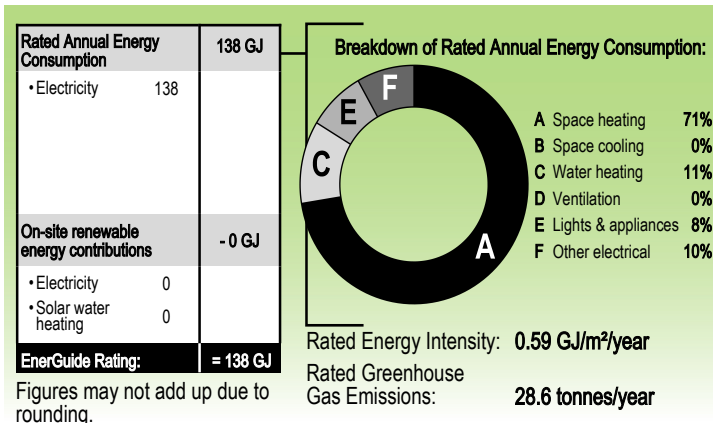 Rated Annual Energy Consumption 138 GJ
• Electricity 138
On-site renewable energy contributions - 0 GJ
• Electricity 0
• Solar water heating 0
EnerGuide Rating: = 138 GJ
Figures may not add up due to
rounding.
Breakdown of Rated Annual Energy Consumption:
F
E
C
A
A Space heating 71%
B Space cooling 0%
C Water heating 11%
D Ventilation 0%
E Lights & appliances 8%
F Other electrical 10%
Rated Energy Intensity: 0.59 GJ/m²/year
Rated Greenhouse
Gas Emissions: 28.6 tonnes/year